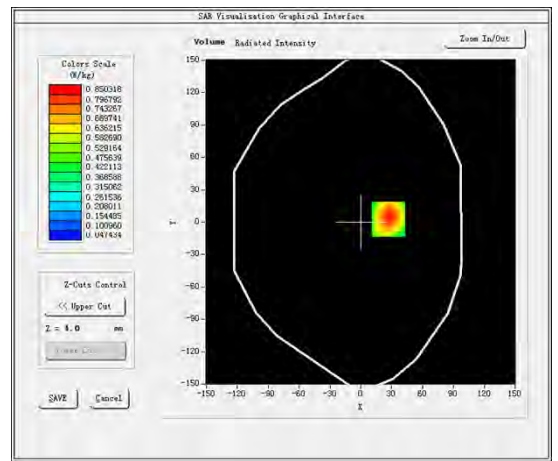 SAR Visualisation Graphical Interface
Volume Radiated Intensity
Zoom In/Out
Colors Scale
(W/kg)
0.850318
0.796792
0.743267
0.689741
0.636215
0.582690
0.529164
0.475639
0.422113
0.368588
0.315062
0.261536
0.208011
0.154485
0.100960
0.047434
150
120
90
60
30
0
-30
-60
-90
-120
-150
Y
-150 -120 -90 -60 -30 0 30 60 90 120 150
X
Z-Cuts Control
<< Upper Cut
Z = 4.0 mm
SAVE Cancel